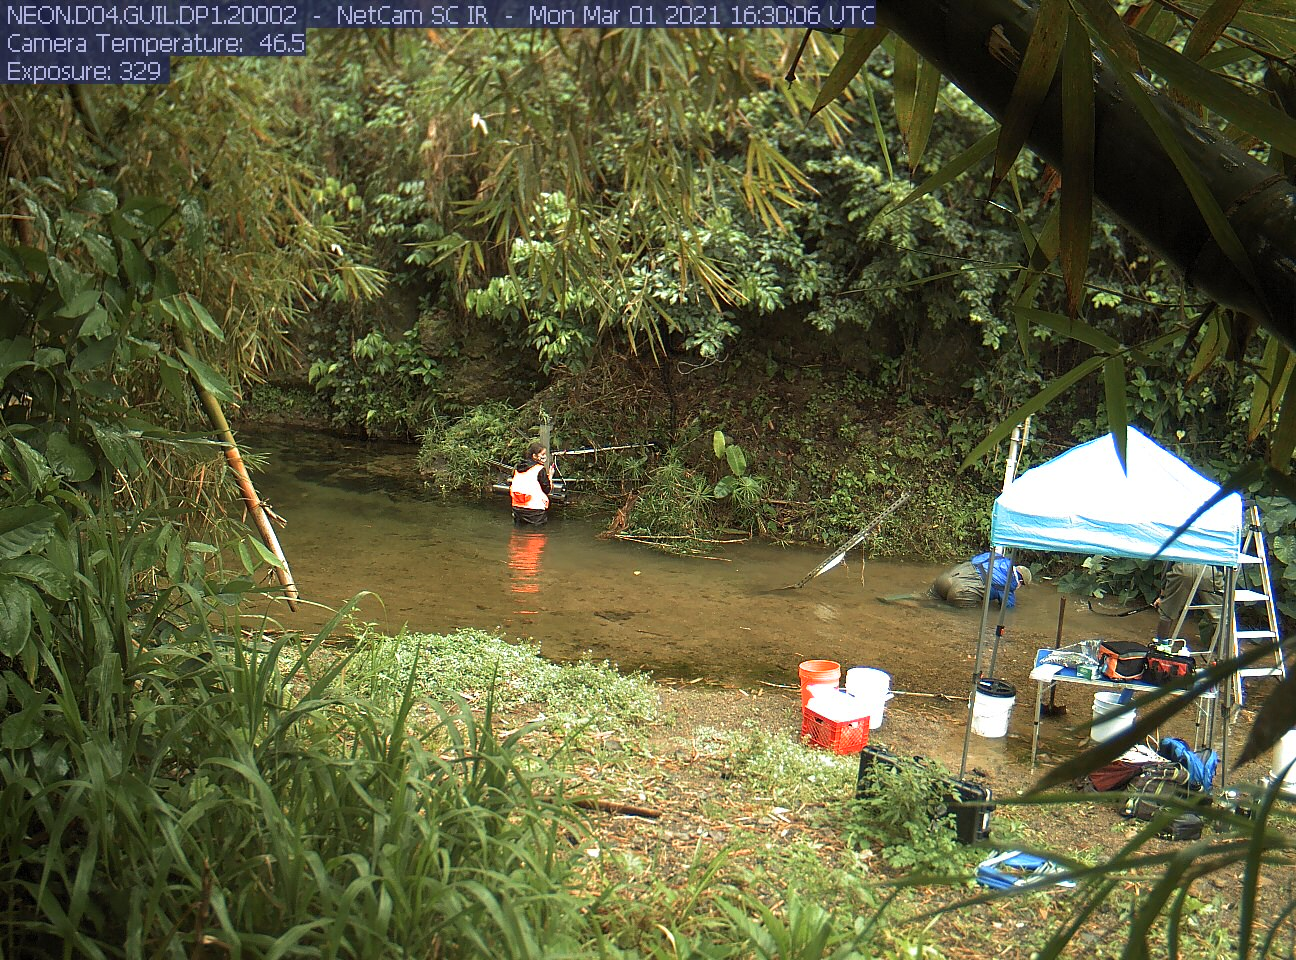 NEON.D04.GUIL.DP1.20002 - NetCam SC IR - Mon Mar 01 2021 16:30:06 UTC
Camera Temperature: 46.5
Exposure: 329